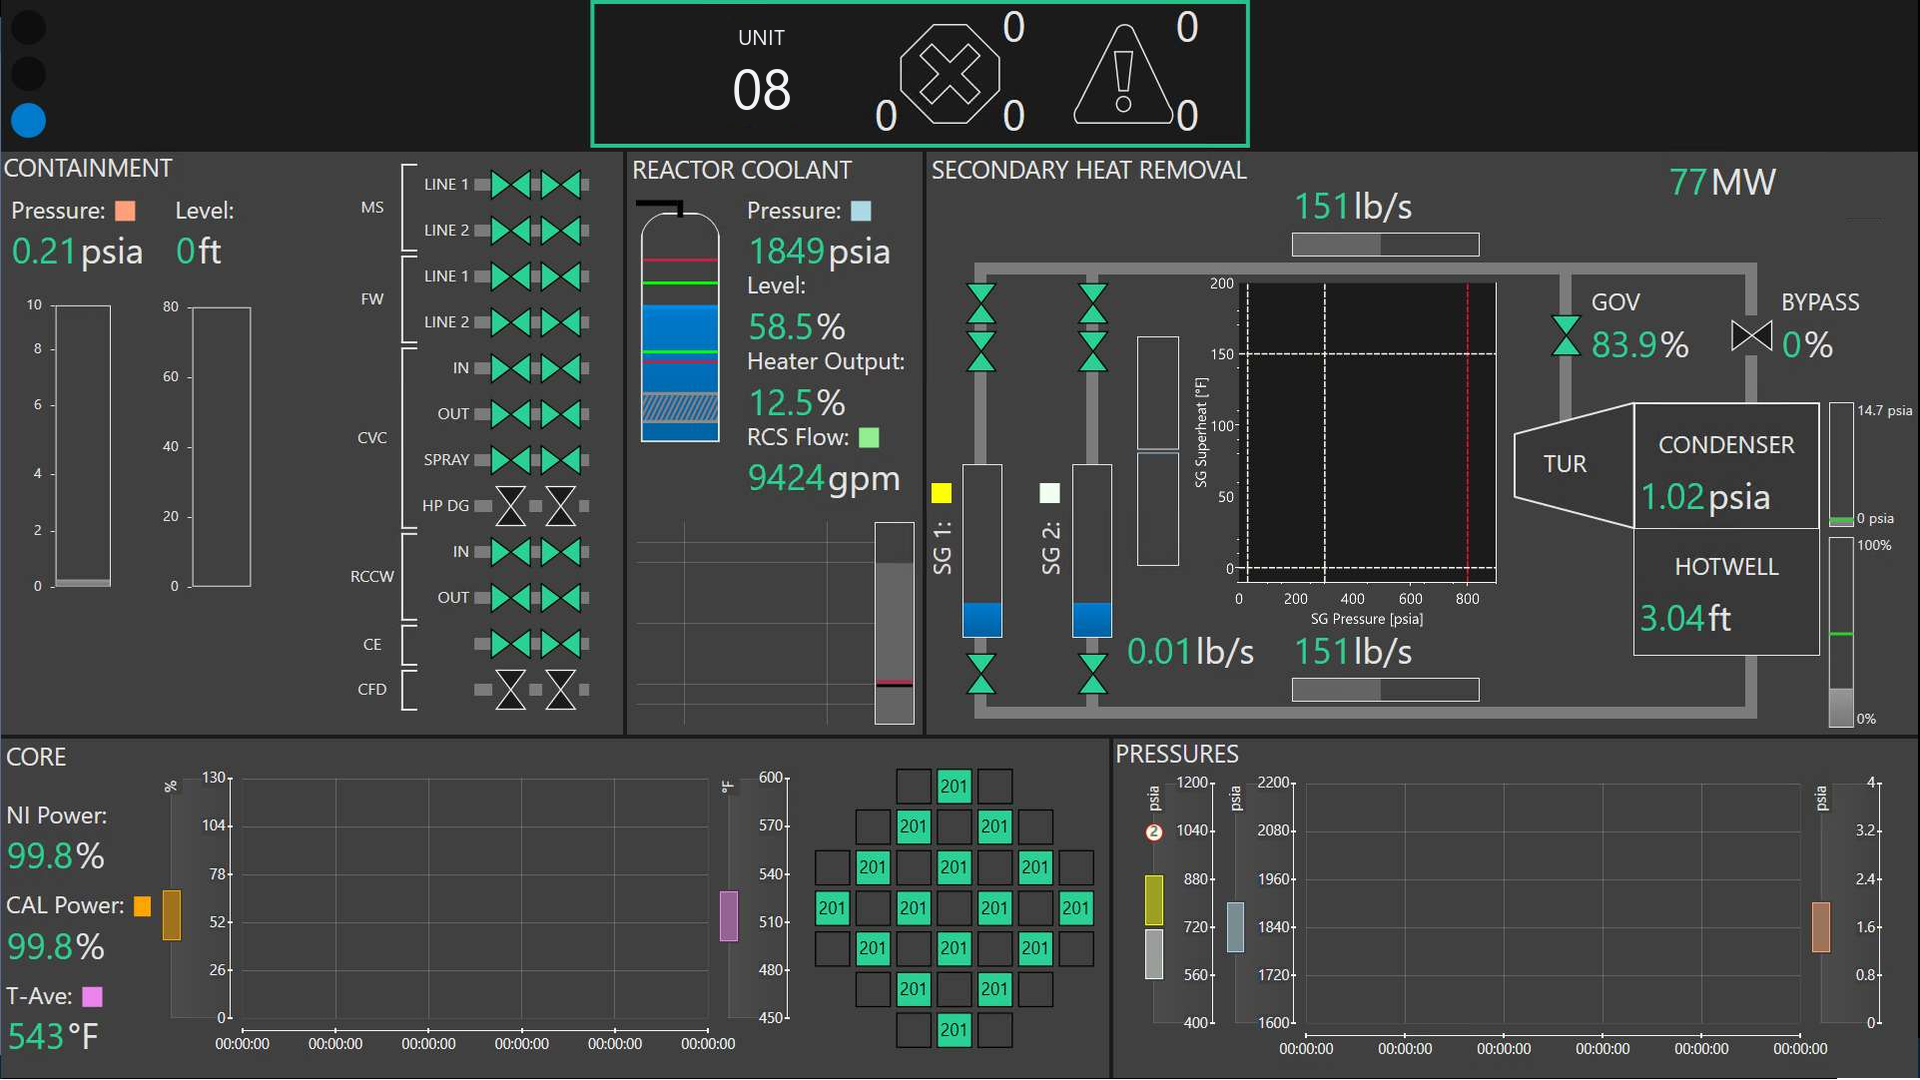 UNIT
08
0
0
0
0
0
CONTAINMENT
Pressure:
Level:
0.21psia
0ft
10
8
6
4
2
0
80
60
40
20
0
MS
LINE 1
LINE 2
FW
LINE 1
LINE 2
CVC
IN
OUT
SPRAY
HP DG
RCCW
IN
OUT
CE
CFD
REACTOR COOLANT
Pressure:
1849psia
Level:
58.5%
Heater Output:
12.5%
RCS Flow:
9424gpm
SECONDARY HEAT REMOVAL
77MW
151lb/s
SG 1:
SG 2:
0.01lb/s
151lb/s
SG Superheat [°F]
200
150
100
50
0
0
200
400
600
800
SG Pressure [psia]
GOV
83.9%
BYPASS
0%
TUR
CONDENSER
1.02psia
HOTWELL
3.04ft
14.7 psia
0 psia
100%
0%
CORE
NI Power:
99.8%
CAL Power:
99.8%
T-Ave:
543°F
%
130
104
78
52
26
0
00:00:00
00:00:00
00:00:00
00:00:00
00:00:00
00:00:00
°F
600
570
540
510
480
450
201
201 201
201 201 201
201 201 201 201
201 201 201
201 201
201
PRESSURES
psia
2
1200
1040
880
720
560
400
psia
2200
2080
1960
1840
1720
1600
00:00:00
00:00:00
00:00:00
00:00:00
00:00:00
00:00:00
psia
4
3.2
2.4
1.6
0.8
0